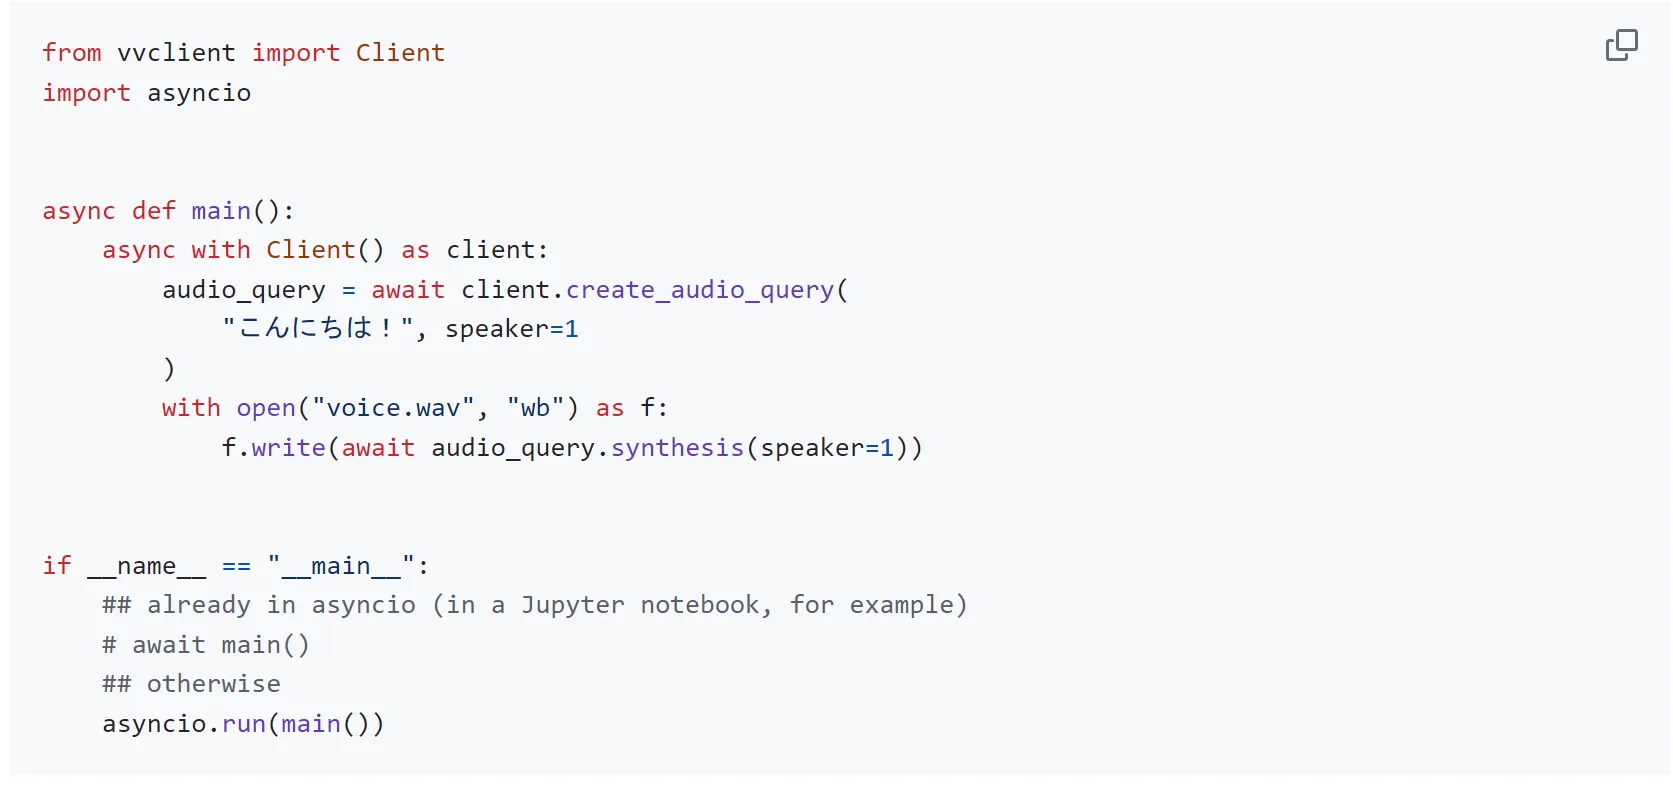 from vvclient import Client
import asyncio
async def main():
    async with Client() as client:
        audio_query = await client.create_audio_query(
            "こんにちは！", speaker=1
        )
        with open("voice.wav", "wb") as f:
            f.write(await audio_query.synthesis(speaker=1))
if __name__ == "__main__":
    ## already in asyncio (in a Jupyter notebook, for example)
    # await main()
    ## otherwise
    asyncio.run(main())